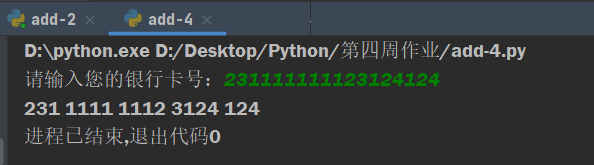 add-2 × add-4 ×
D:\python.exe D:/Desktop/Python/第四周作业/add-4.py
请输入您的银行卡号：231111111123124124
231 1111 1112 3124 124
进程已结束,退出代码0